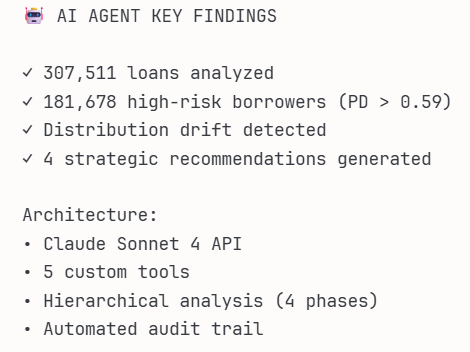 🤖 AI AGENT KEY FINDINGS
✓ 307,511 loans analyzed
✓ 181,678 high-risk borrowers (PD > 0.59)
✓ Distribution drift detected
✓ 4 strategic recommendations generated
Architecture:
• Claude Sonnet 4 API
• 5 custom tools
• Hierarchical analysis (4 phases)
• Automated audit trail